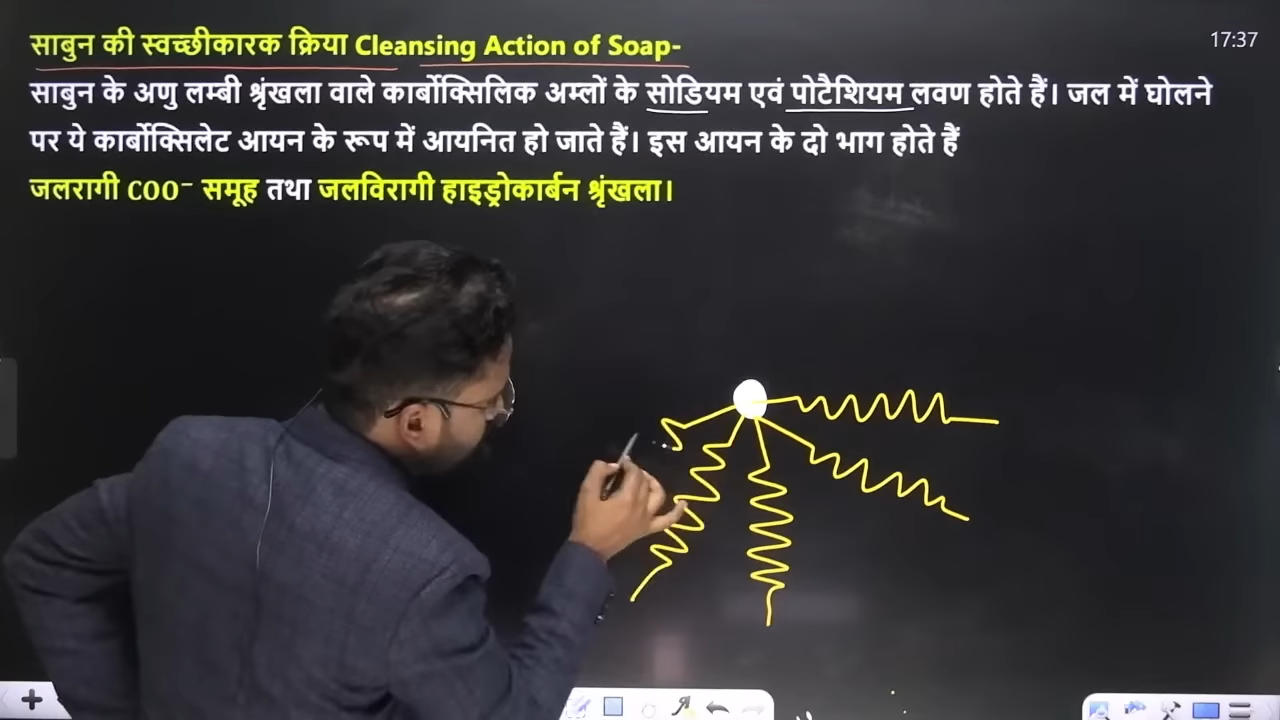 साबुन की स्वच्छीकारक क्रिया Cleansing Action of Soap-
17:37
साबुन के अणु लम्बी श्रृंखला वाले कार्बोक्सिलिक अम्लों के सोडियम एवं पोटैशियम लवण होते हैं। जल में घोलने
पर ये कार्बोक्सिलेट आयन के रूप में आयनित हो जाते हैं। इस आयन के दो भाग होते हैं
जलरागी COO⁻ समूह तथा जलविरागी हाइड्रोकार्बन श्रृंखला।